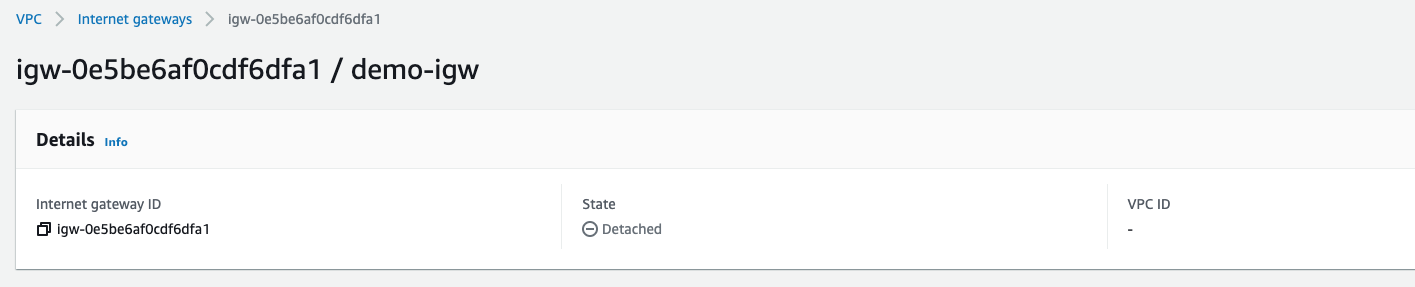 VPC > Internet gateways > igw-0e5be6af0cdf6dfa1
igw-0e5be6af0cdf6dfa1 / demo-igw
Details Info
Internet gateway ID
igw-0e5be6af0cdf6dfa1
State
Detached
VPC ID
-